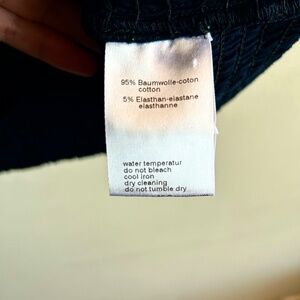 95% Baumwolle-coton
cotton
5% Elasthan-elastane
elasthanne
water temperatur
do not bleach
cool iron
dry cleaning
do not tumble dry